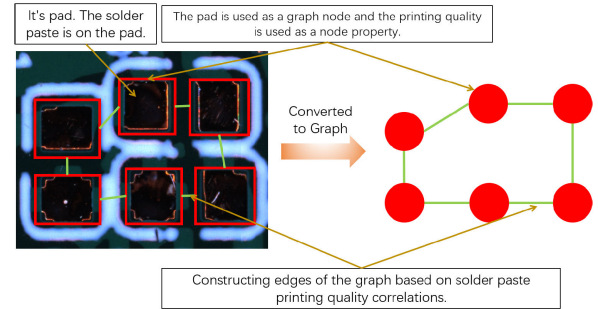 It's pad. The solder
paste is on the pad.
The pad is used as a graph node and the printing quality
is used as a node property.
Converted
to Graph
Constructing edges of the graph based on solder paste
printing quality correlations.